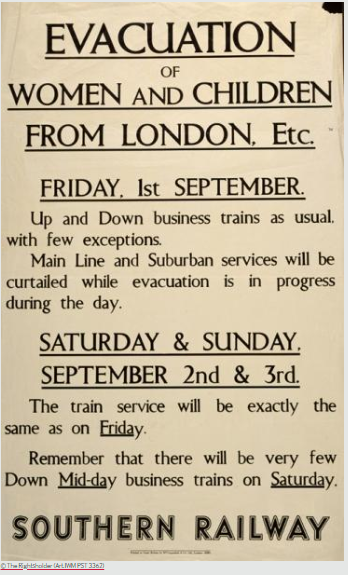 EVACUATION
OF
WOMEN AND CHILDREN
FROM LONDON, Etc.
FRIDAY, 1st SEPTEMBER.
Up and Down business trains as usual,
with few exceptions.
Main Line and Suburban services will be
curtailed while evacuation is in progress
during the day.
SATURDAY & SUNDAY,
SEPTEMBER 2nd & 3rd.
The train service will be exactly the
same as on Friday.
Remember that there will be very few
Down Mid-day business trains on Saturday.
SOUTHERN RAILWAY
© The Rightsholder (Art.IWM PST 3362)